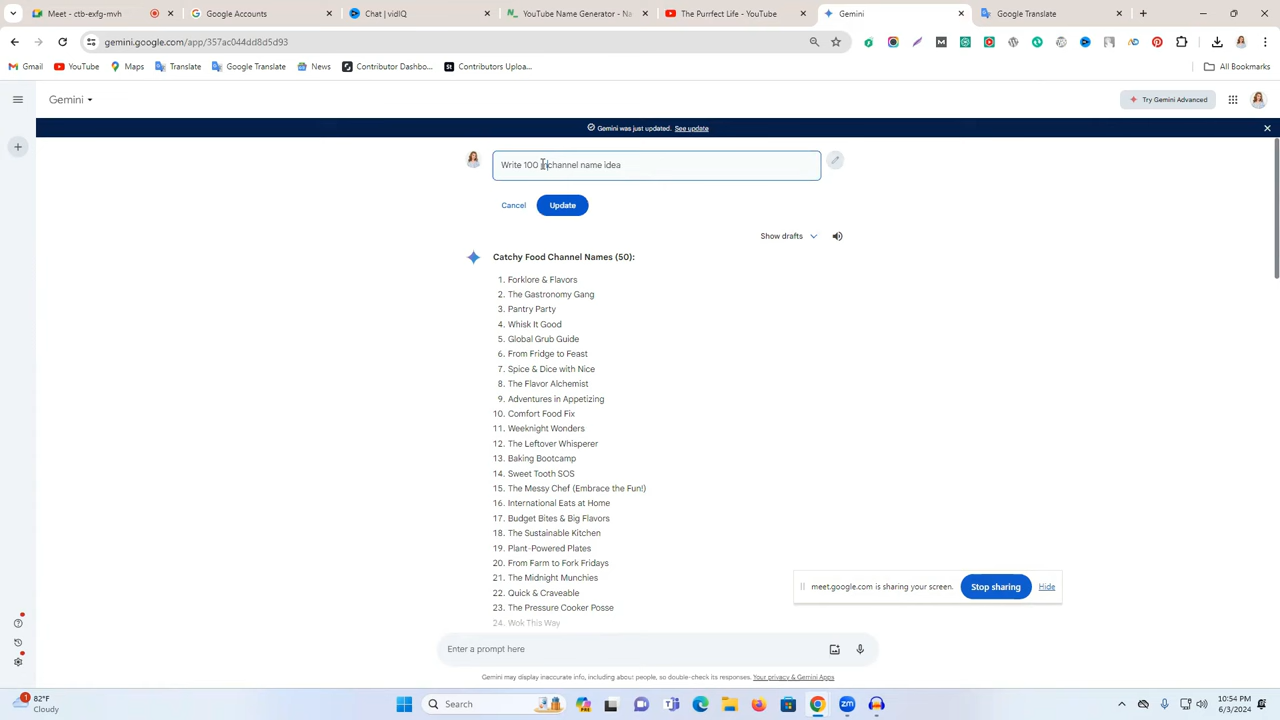 Meet - ctb-exfg-mwh
Google Accounts
Chat | vidiQ
YouTube Name Generator - Na
The Purrfect Life - YouTube
Gemini
Google Translate
gemini.google.com/app/357ac044dd8d5d93
Gmail
YouTube
Maps
Translate
Google Translate
News
Contributor Dashbo...
St
Contributors Uploa...
All Bookmarks
Gemini
Try Gemini Advanced
Gemini was just updated. See update
Write 100 channel name idea
Cancel
Update
Show drafts
Catchy Food Channel Names (50):
1. Forklore & Flavors
2. The Gastronomy Gang
3. Pantry Party
4. Whisk It Good
5. Global Grub Guide
6. From Fridge to Feast
7. Spice & Dice with Nice
8. The Flavor Alchemist
9. Adventures in Appetizing
10. Comfort Food Fix
11. Weeknight Wonders
12. The Leftover Whisperer
13. Baking Bootcamp
14. Sweet Tooth SOS
15. The Messy Chef (Embrace the Fun!)
16. International Eats at Home
17. Budget Bites & Big Flavors
18. The Sustainable Kitchen
19. Plant-Powered Plates
20. From Farm to Fork Fridays
21. The Midnight Munchies
22. Quick & Craveable
23. The Pressure Cooker Posse
24. Wok This Way
meet.google.com is sharing your screen.
Stop sharing
Hide
Enter a prompt here
Gemini may display inaccurate info, including about people, so double-check its responses. Your privacy & Gemini Apps
1
82°F
Cloudy
Search
10:54 PM
6/3/2024